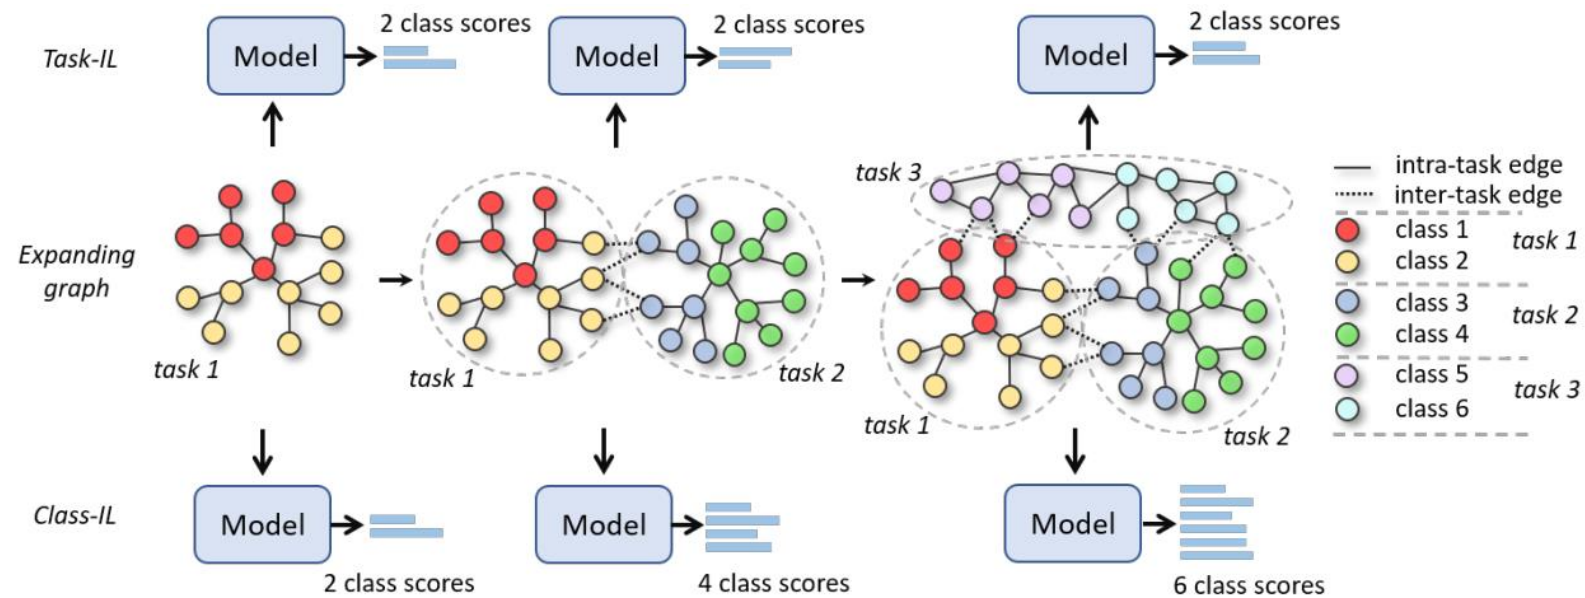 Task-IL
Model
2 class scores
Model
2 class scores
Model
2 class scores
Expanding
graph
task 1
task 1
task 2
task 3
task 1
task 2
intra-task edge
inter-task edge
class 1
class 2
task 1
class 3
class 4
task 2
class 5
class 6
task 3
Class-IL
Model
2 class scores
Model
4 class scores
Model
6 class scores